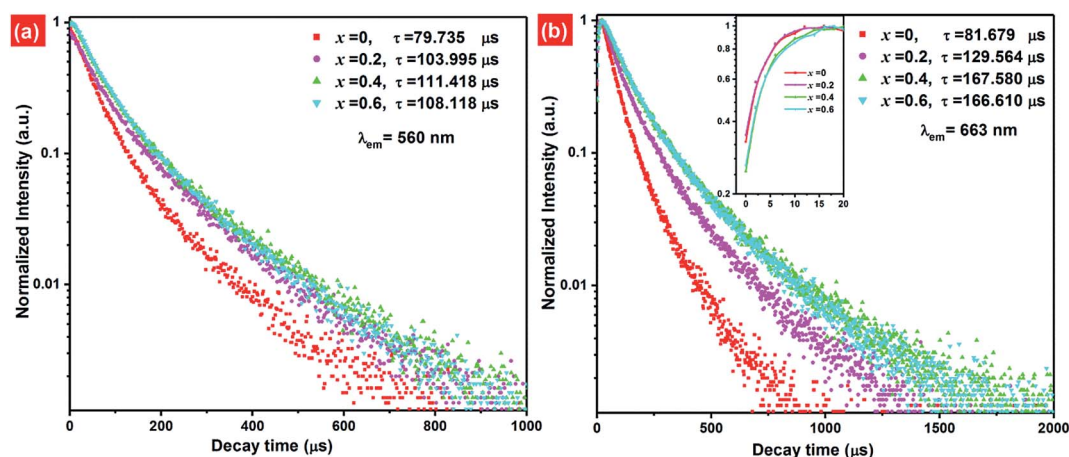 (a)
x =0, τ =79.735 μs
x =0.2, τ =103.995 μs
x =0.4, τ =111.418 μs
x =0.6, τ =108.118 μs
λem= 560 nm
Normalized Intensity (a.u.)
1
0.1
0.01
0 200 400 600 800 1000
Decay time (μs)
(b)
x =0, τ =81.679 μs
x =0.2, τ =129.564 μs
x =0.4, τ =167.580 μs
x =0.6, τ =166.610 μs
λem= 663 nm
1
0.8
0.6
0.4
0.2
x =0
x =0.2
x =0.4
x =0.6
0 5 10 15 20
Normalized Intensity (a.u.)
1
0.1
0.01
0 500 1000 1500 2000
Decay time (μs)